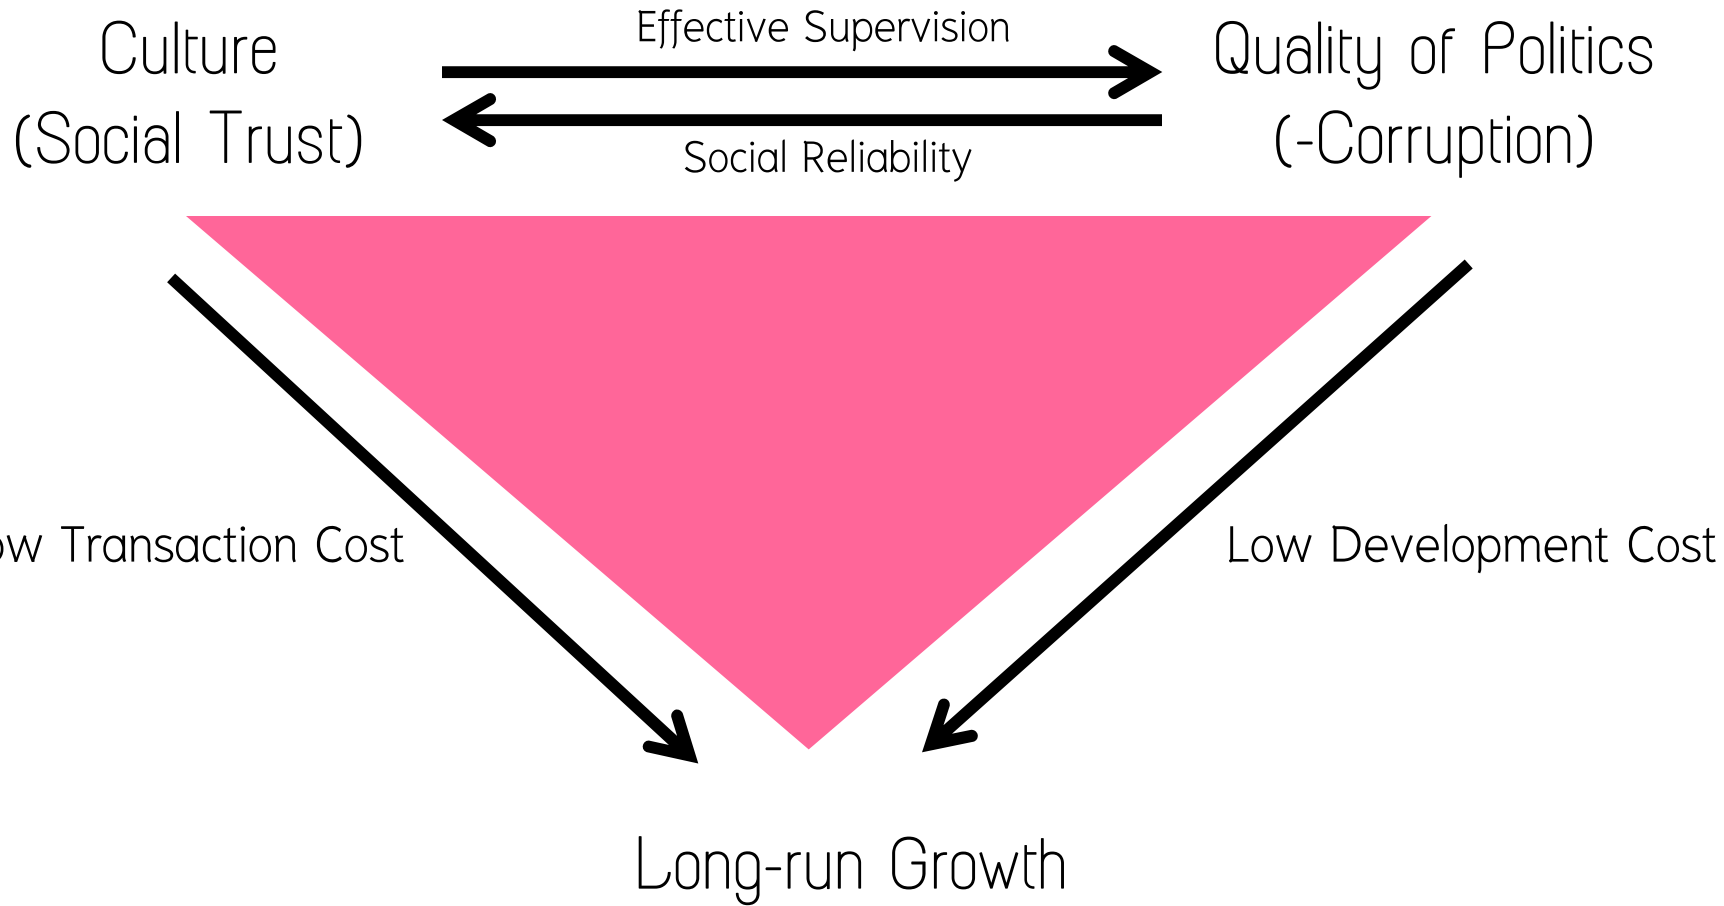 Effective Supervision
Culture
(Social Trust)
Quality of Politics
(-Corruption)
Social Reliability
Transaction Cost
Low Development Cost
Long-run Growth